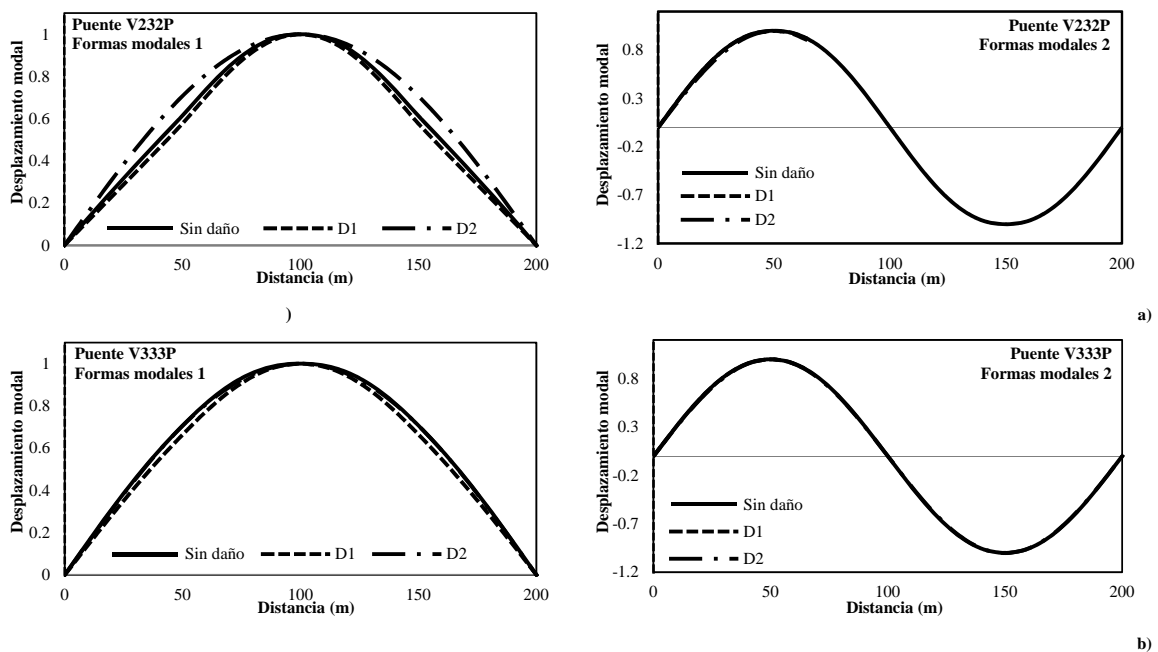 Puente V232P
Formas modales 1
Desplazamiento modal
1
0.8
0.6
0.4
0.2
0
Sin daño
D1
D2
0 50 100 150 200
Distancia (m)
)
Puente V232P
Formas modales 2
Desplazamiento modal
0.8
0.3
-0.2
-0.7
-1.2
Sin daño
D1
D2
0 50 100 150 200
Distancia (m)
a)
Puente V333P
Formas modales 1
Desplazamiento modal
1
0.8
0.6
0.4
0.2
0
Sin daño
D1
D2
0 50 100 150 200
Distancia (m)
Puente V333P
Formas modales 2
Desplazamiento modal
0.8
0.3
-0.2
-0.7
-1.2
Sin daño
D1
D2
0 50 100 150 200
Distancia (m)
b)